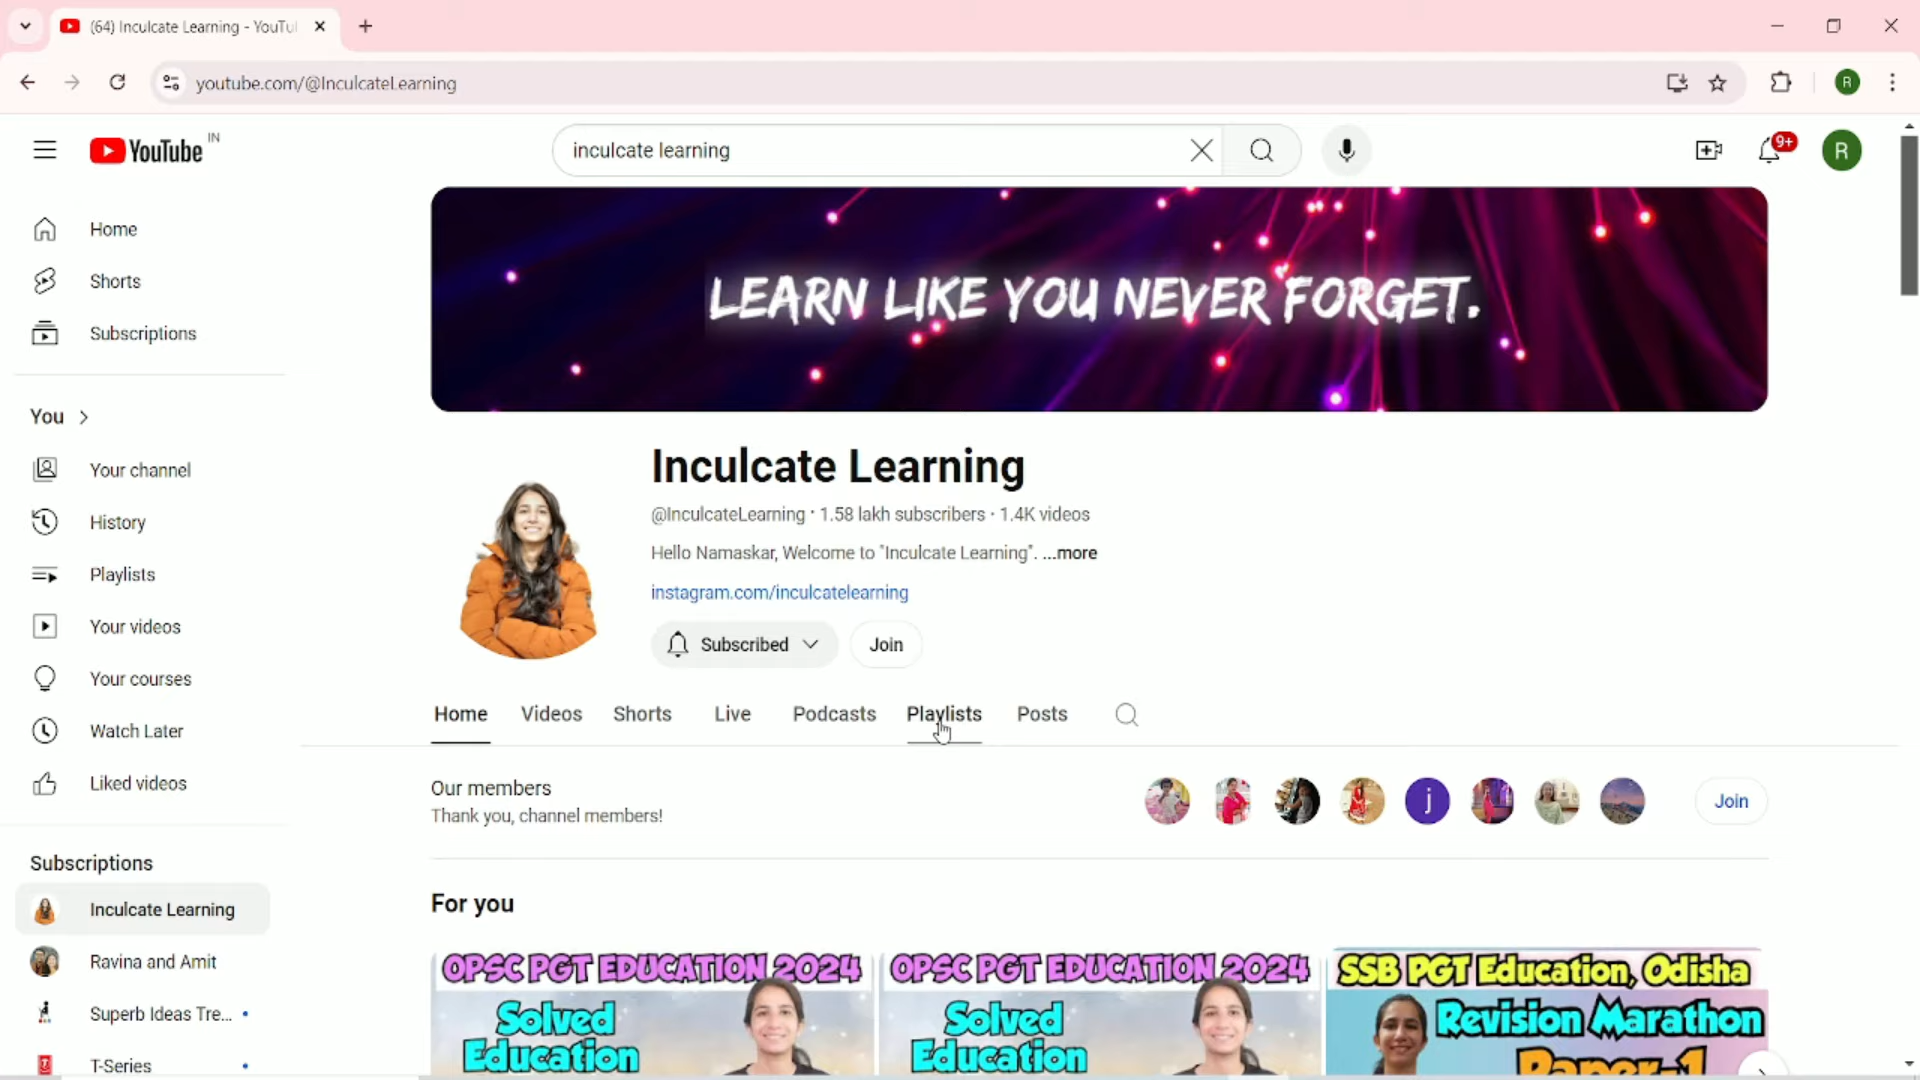 (64) Inculcate Learning - YouTu
youtube.com/@InculcateLearning
R
YouTube IN
inculcate learning
9+
R
Home
Shorts
Subscriptions
You
Your channel
History
Playlists
Your videos
Your courses
Watch Later
Liked videos
Subscriptions
Inculcate Learning
Ravina and Amit
Superb Ideas Tre...
T-Series
LEARN LIKE YOU NEVER FORGET.
Inculcate Learning
@InculcateLearning · 1.58 lakh subscribers · 1.4K videos
Hello Namaskar, Welcome to "Inculcate Learning". ...more
instagram.com/inculcatelearning
Subscribed Join
Home Videos Shorts Live Podcasts Playlists Posts
Our members
Thank you, channel members!
j
Join
For you
OPSC PGT EDUCATION 2024
Solved
Education
OPSC PGT EDUCATION 2024
Solved
Education
SSB PGT Education, Odisha
Revision Marathon
Paper-1